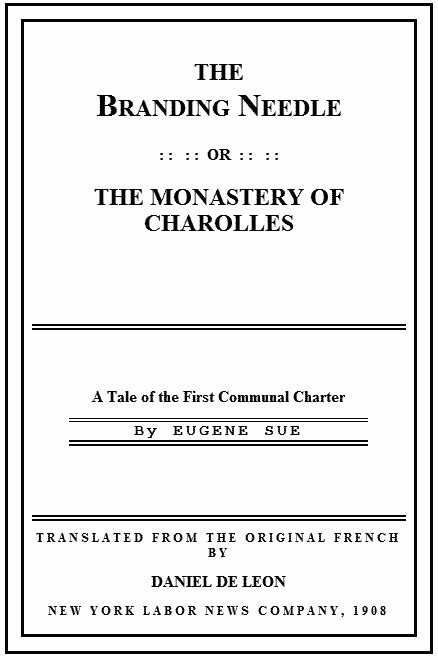 THE
BRANDING NEEDLE
:: :: OR :: ::
THE MONASTERY OF
CHAROLLES
A Tale of the First Communal Charter
By EUGENE SUE
TRANSLATED FROM THE ORIGINAL FRENCH
BY
DANIEL DE LEON
NEW YORK LABOR NEWS COMPANY, 1908